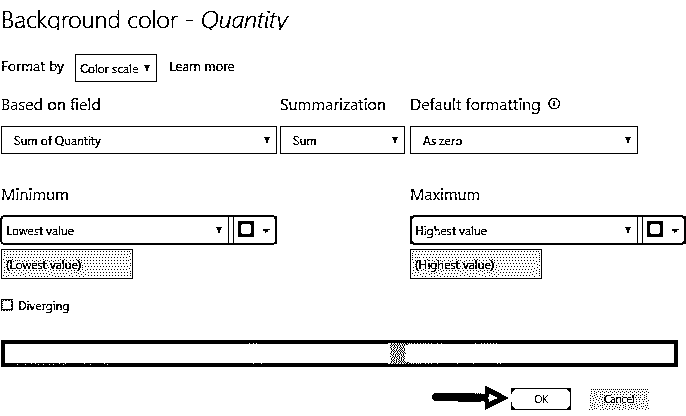 Background color - Quantity
Format by Color scale Learn more
Based on field Summarization Default formatting
Sum of Quantity Sum As zero
Minimum Maximum
Lowest value Highest value
(Lowest value) (Highest value)
Diverging
OK Cancel